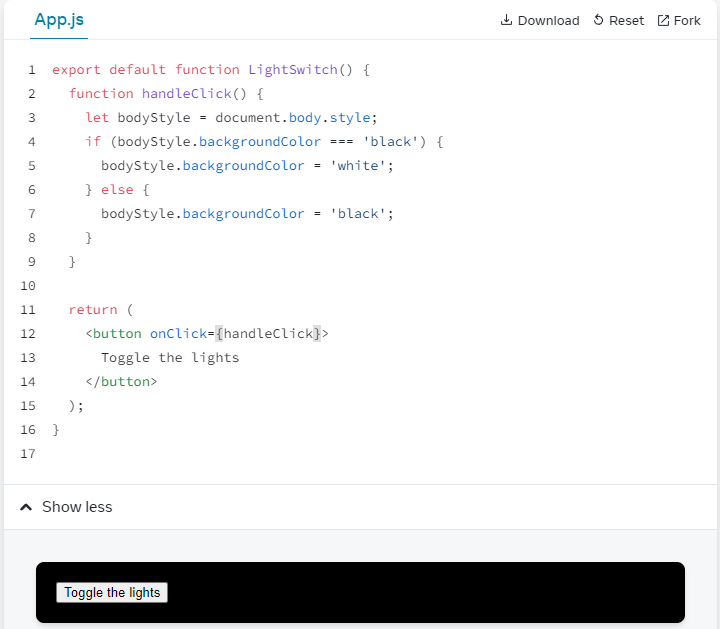 App.js
Download Reset Fork
1 export default function LightSwitch() {
2   function handleClick() {
3     let bodyStyle = document.body.style;
4     if (bodyStyle.backgroundColor === 'black') {
5       bodyStyle.backgroundColor = 'white';
6     } else {
7       bodyStyle.backgroundColor = 'black';
8     }
9   }
10
11   return (
12     <button onClick={handleClick}>
13       Toggle the lights
14     </button>
15   );
16 }
17
Show less
Toggle the lights